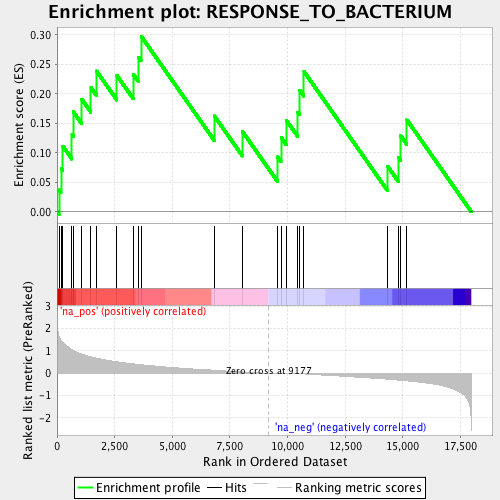 Enrichment plot: RESPONSE_TO_BACTERIUM
Enrichment score (ES)
0.30
0.25
0.20
0.15
0.10
0.05
0.00
'na_pos' (positively correlated)
Ranked list metric (PreRanked)
3
2
1
0
-1
-2
Zero cross at 9177
'na_neg' (negatively correlated)
0 2,500 5,000 7,500 10,000 12,500 15,000 17,500
Rank in Ordered Dataset
Enrichment profile Hits Ranking metric scores